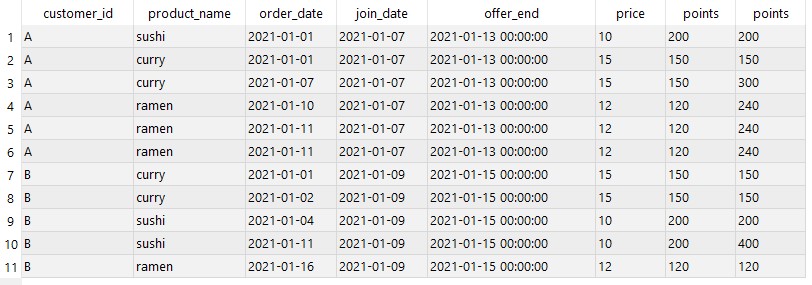 customer_id product_name order_date join_date offer_end price points points
1 A sushi 2021-01-01 2021-01-07 2021-01-13 00:00:00 10 200 200
2 A curry 2021-01-01 2021-01-07 2021-01-13 00:00:00 15 150 150
3 A curry 2021-01-07 2021-01-07 2021-01-13 00:00:00 15 150 300
4 A ramen 2021-01-10 2021-01-07 2021-01-13 00:00:00 12 120 240
5 A ramen 2021-01-11 2021-01-07 2021-01-13 00:00:00 12 120 240
6 A ramen 2021-01-11 2021-01-07 2021-01-13 00:00:00 12 120 240
7 B curry 2021-01-01 2021-01-09 2021-01-15 00:00:00 15 150 150
8 B curry 2021-01-02 2021-01-09 2021-01-15 00:00:00 15 150 150
9 B sushi 2021-01-04 2021-01-09 2021-01-15 00:00:00 10 200 200
10 B sushi 2021-01-11 2021-01-09 2021-01-15 00:00:00 10 200 400
11 B ramen 2021-01-16 2021-01-09 2021-01-15 00:00:00 12 120 120